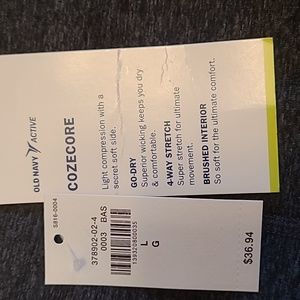 OLD NAVY ACTIVE
COZECORE
Light compression with a
secret soft side.
GO-DRY
Superior wicking keeps you dry
& comfortable.
4-WAY STRETCH
Super stretch for ultimate
movement.
BRUSHED INTERIOR
So soft for the ultimate comfort.
S816-0004
378902-02-4
0003 BAS
L
G
$36.94